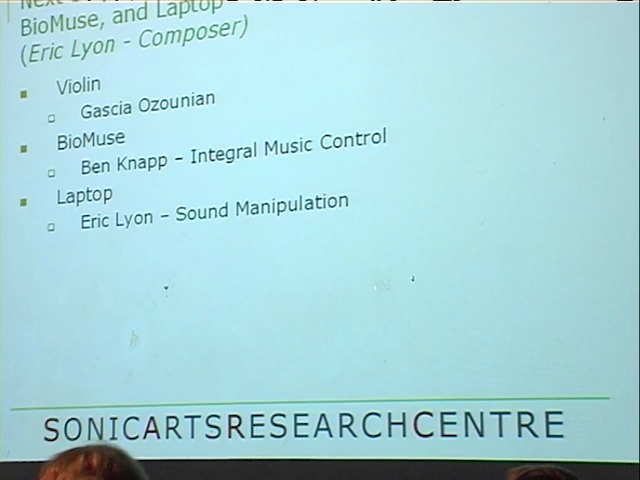 BioMuse, and Laptop
(Eric Lyon - Composer)
Violin
Gascia Ozounian
BioMuse
Ben Knapp – Integral Music Control
Laptop
Eric Lyon – Sound Manipulation
SONICARTSRESEARCHCENTRE